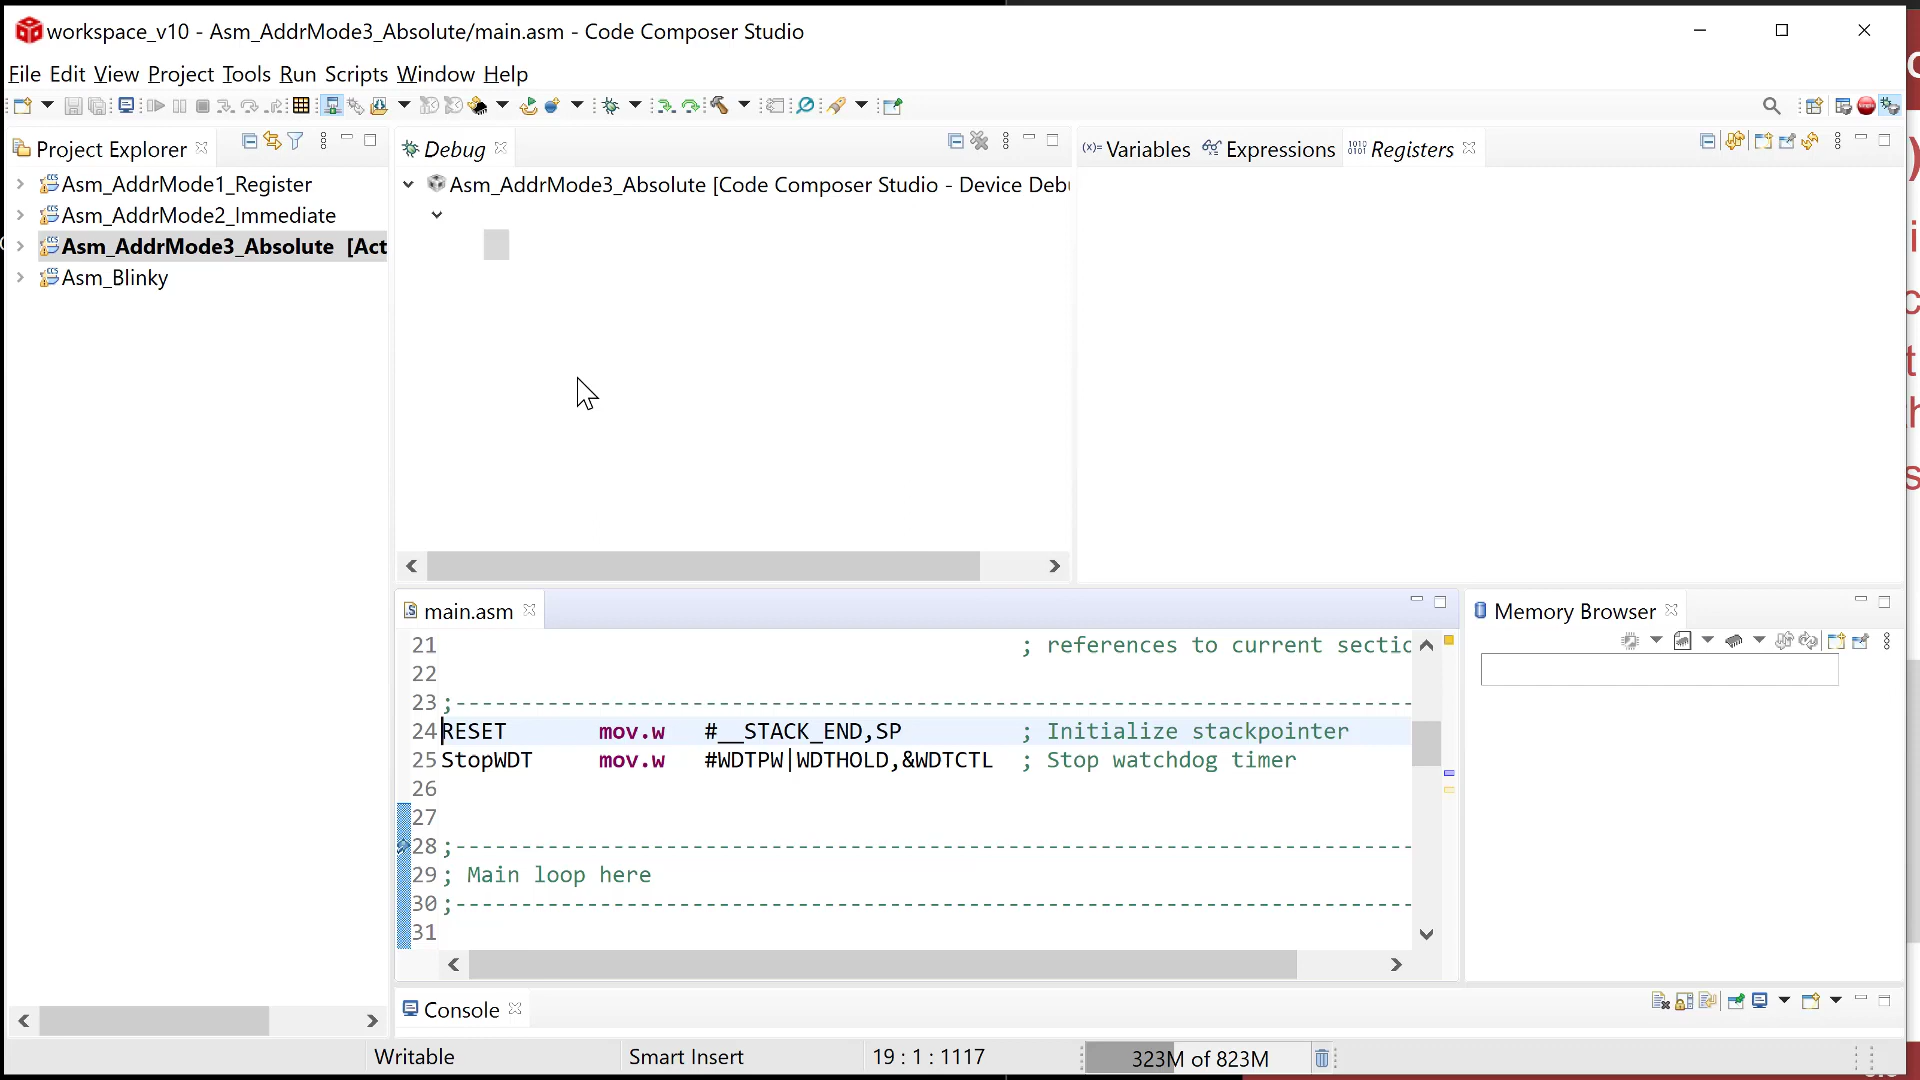 workspace_v10 - Asm_AddrMode3_Absolute/main.asm - Code Composer Studio
File Edit View Project Tools Run Scripts Window Help
Project Explorer
Asm_AddrMode1_Register
Asm_AddrMode2_Immediate
Asm_AddrMode3_Absolute [Act
Asm_Blinky
Debug
Asm_AddrMode3_Absolute [Code Composer Studio - Device Deb
(x)= Variables
Expressions
Registers
main.asm
21 ; references to current sectio
22
23 ;-------------------------------------------------------------------------
24 RESET mov.w #__STACK_END,SP ; Initialize stackpointer
25 StopWDT mov.w #WDTPW|WDTHOLD,&WDTCTL ; Stop watchdog timer
26
27
28 ;-------------------------------------------------------------------------
29 ; Main loop here
30 ;-------------------------------------------------------------------------
31
Memory Browser
Console
Writable
Smart Insert
19 : 1 : 1117
323M of 823M